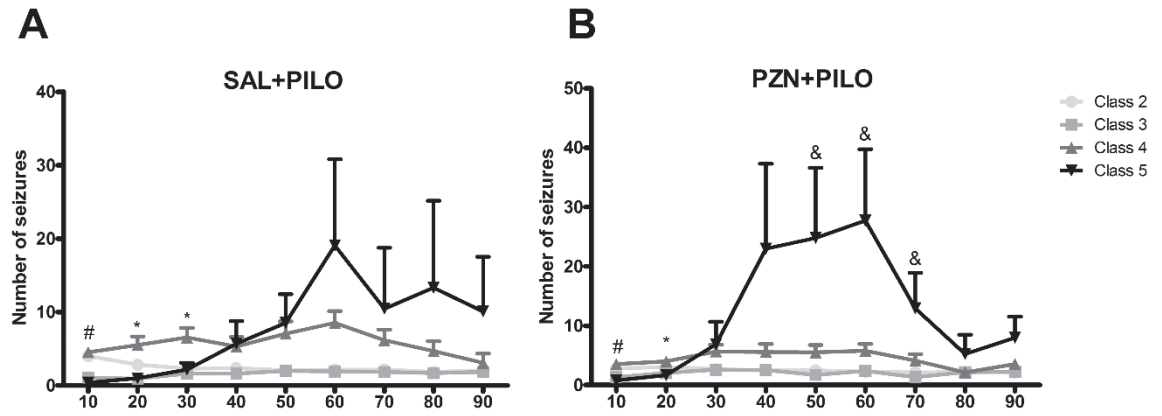 A
SAL+PILO
Number of seizures
40
30
20
10
0
#
*
*
10 20 30 40 50 60 70 80 90
B
PZN+PILO
Number of seizures
50
40
30
20
10
0
#
*
&
&
&
10 20 30 40 50 60 70 80 90
Class 2
Class 3
Class 4
Class 5